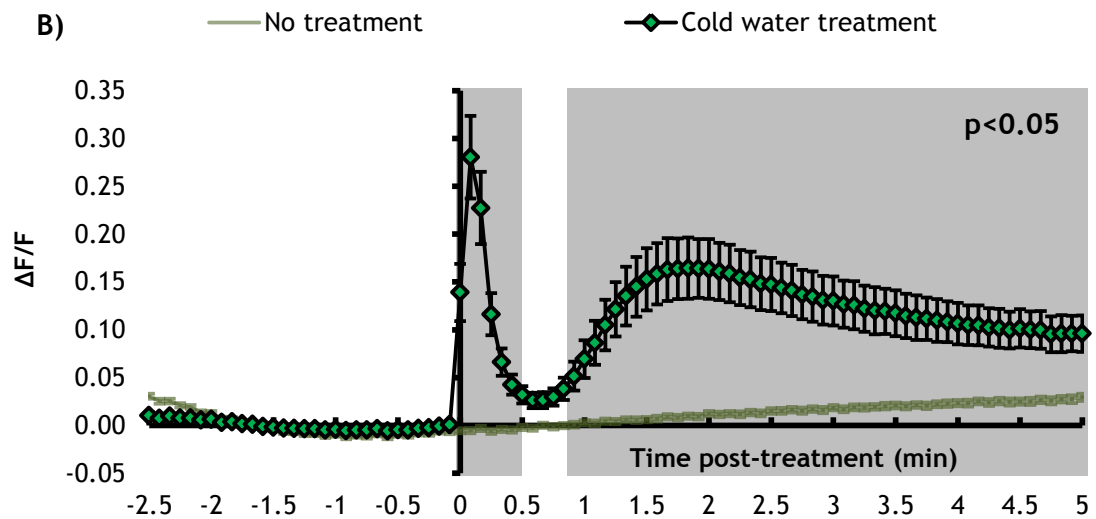 B)
No treatment
Cold water treatment
0.35
0.30
0.25
0.20
0.15
0.10
0.05
0.00
-0.05
ΔF/F
p<0.05
Time post-treatment (min)
-2.5 -2 -1.5 -1 -0.5 0 0.5 1 1.5 2 2.5 3 3.5 4 4.5 5